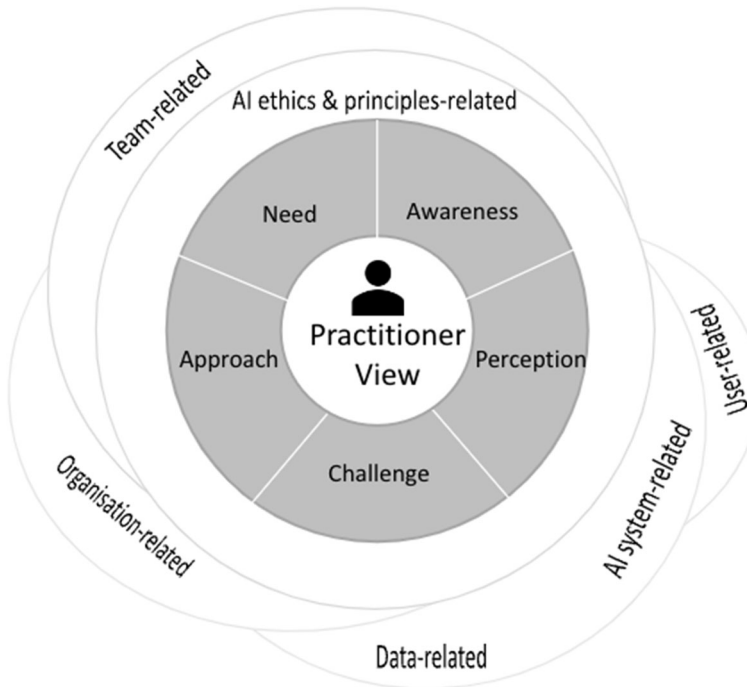 Team-related
AI ethics & principles-related
Need
Awareness
Practitioner
View
Approach
Perception
Challenge
User-related
Organisation-related
AI system-related
Data-related